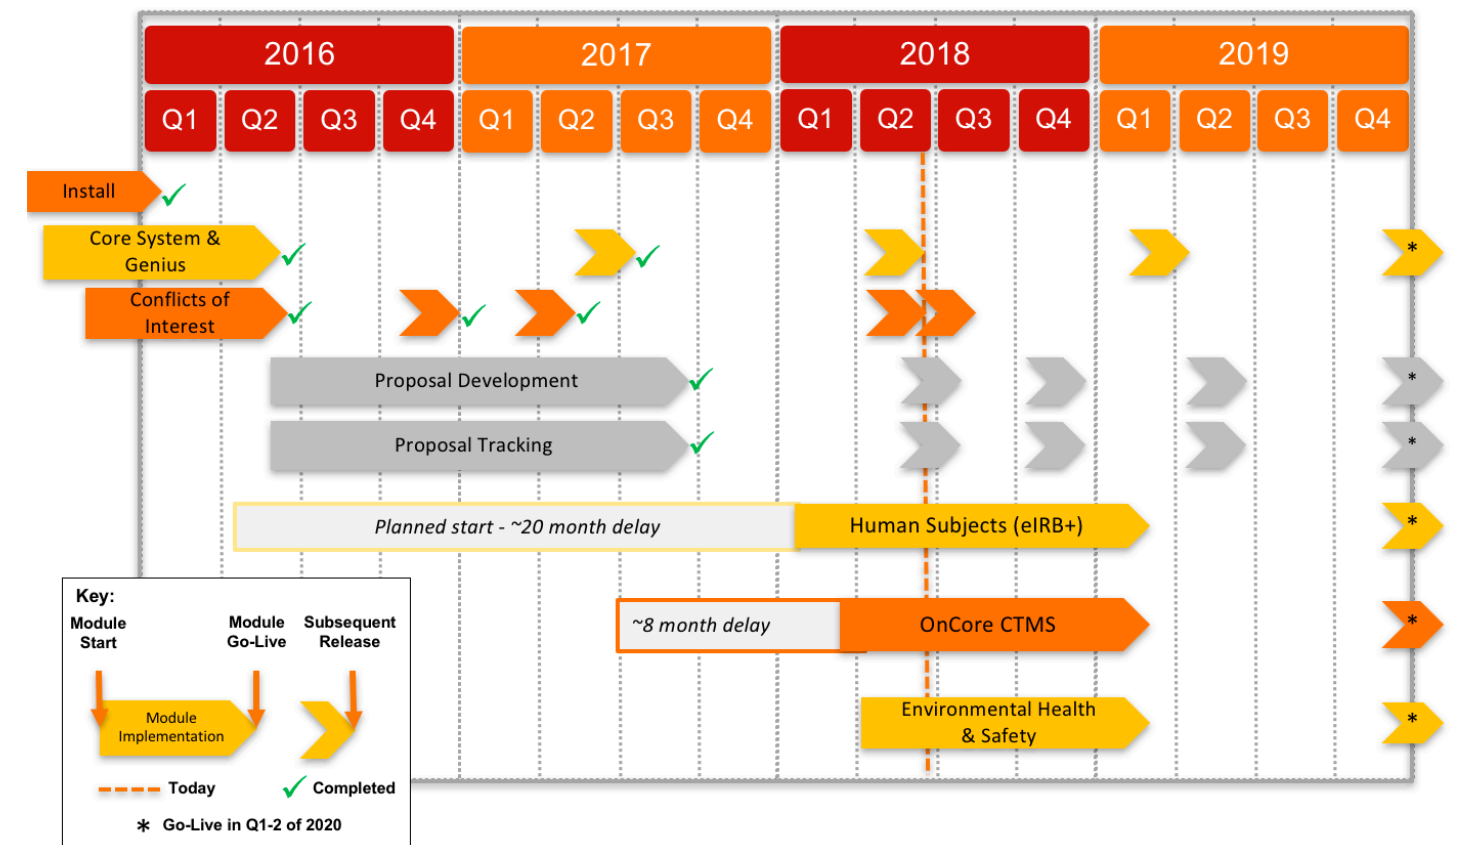 2016 2017 2018 2019
Q1 Q2 Q3 Q4 Q1 Q2 Q3 Q4 Q1 Q2 Q3 Q4 Q1 Q2 Q3 Q4
Install
Core System &
Genius
*
Conflicts of
Interest
Proposal Development
*
Proposal Tracking
*
Planned start - ~20 month delay
Human Subjects (eIRB+)
*
~8 month delay
OnCore CTMS
*
Environmental Health
& Safety
*
Key:
Module
Start
Module
Go-Live
Subsequent
Release
Module
Implementation
Today
Completed
* Go-Live in Q1-2 of 2020